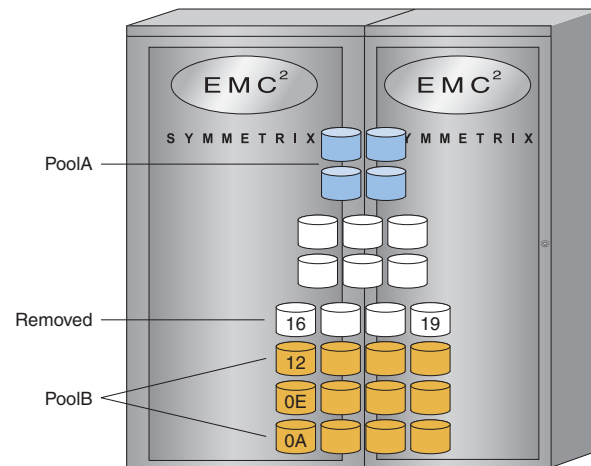 EMC² EMC²
SYMMETRIX YMMETRIX
PoolA
Removed
16 19
12
PoolB
0E
0A